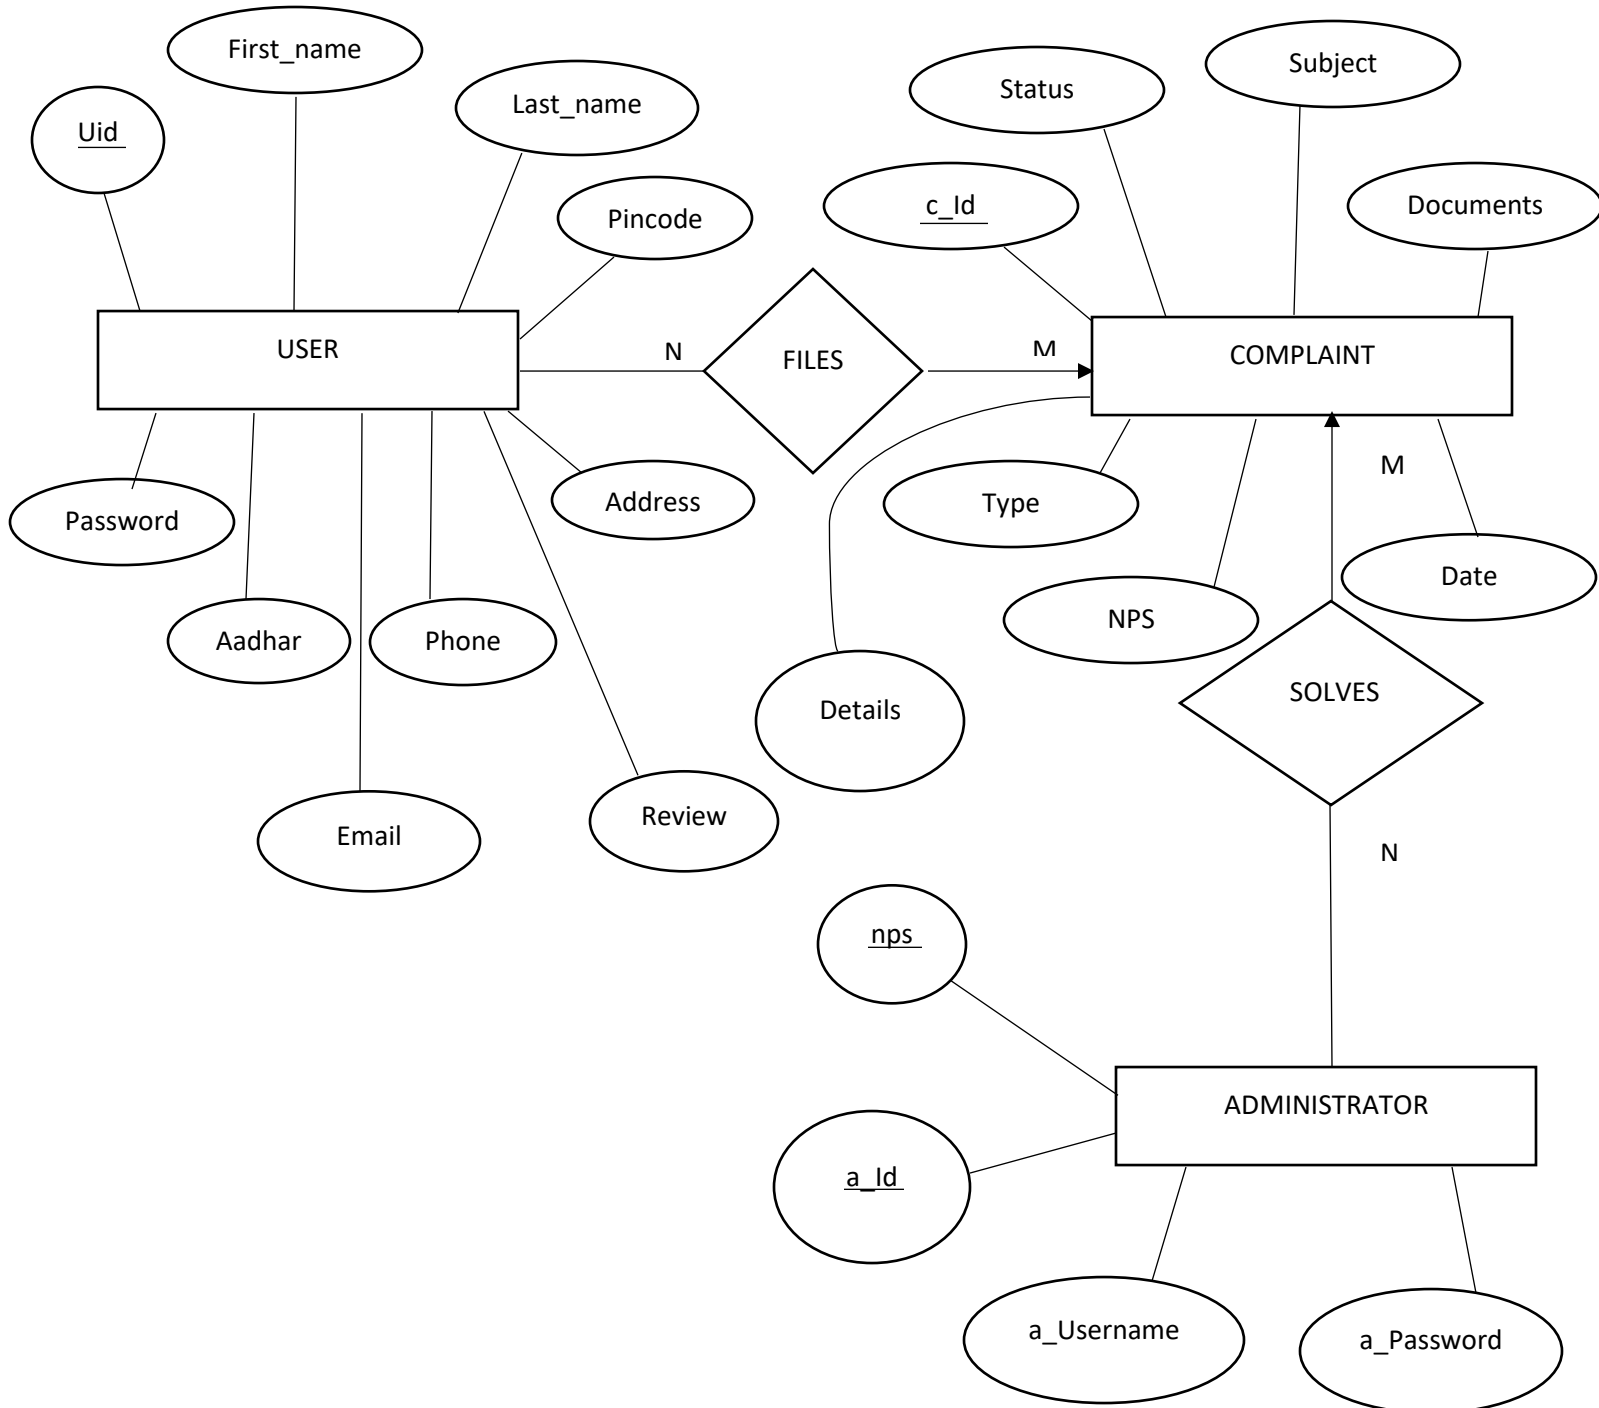 First_name
Subject
Status
Last_name
Uid
c_Id
Documents
Pincode
USER
N
FILES
M
COMPLAINT
M
Address
Type
Password
Date
NPS
Aadhar
Phone
SOLVES
Details
Review
Email
N
nps
ADMINISTRATOR
a_Id
a_Username
a_Password